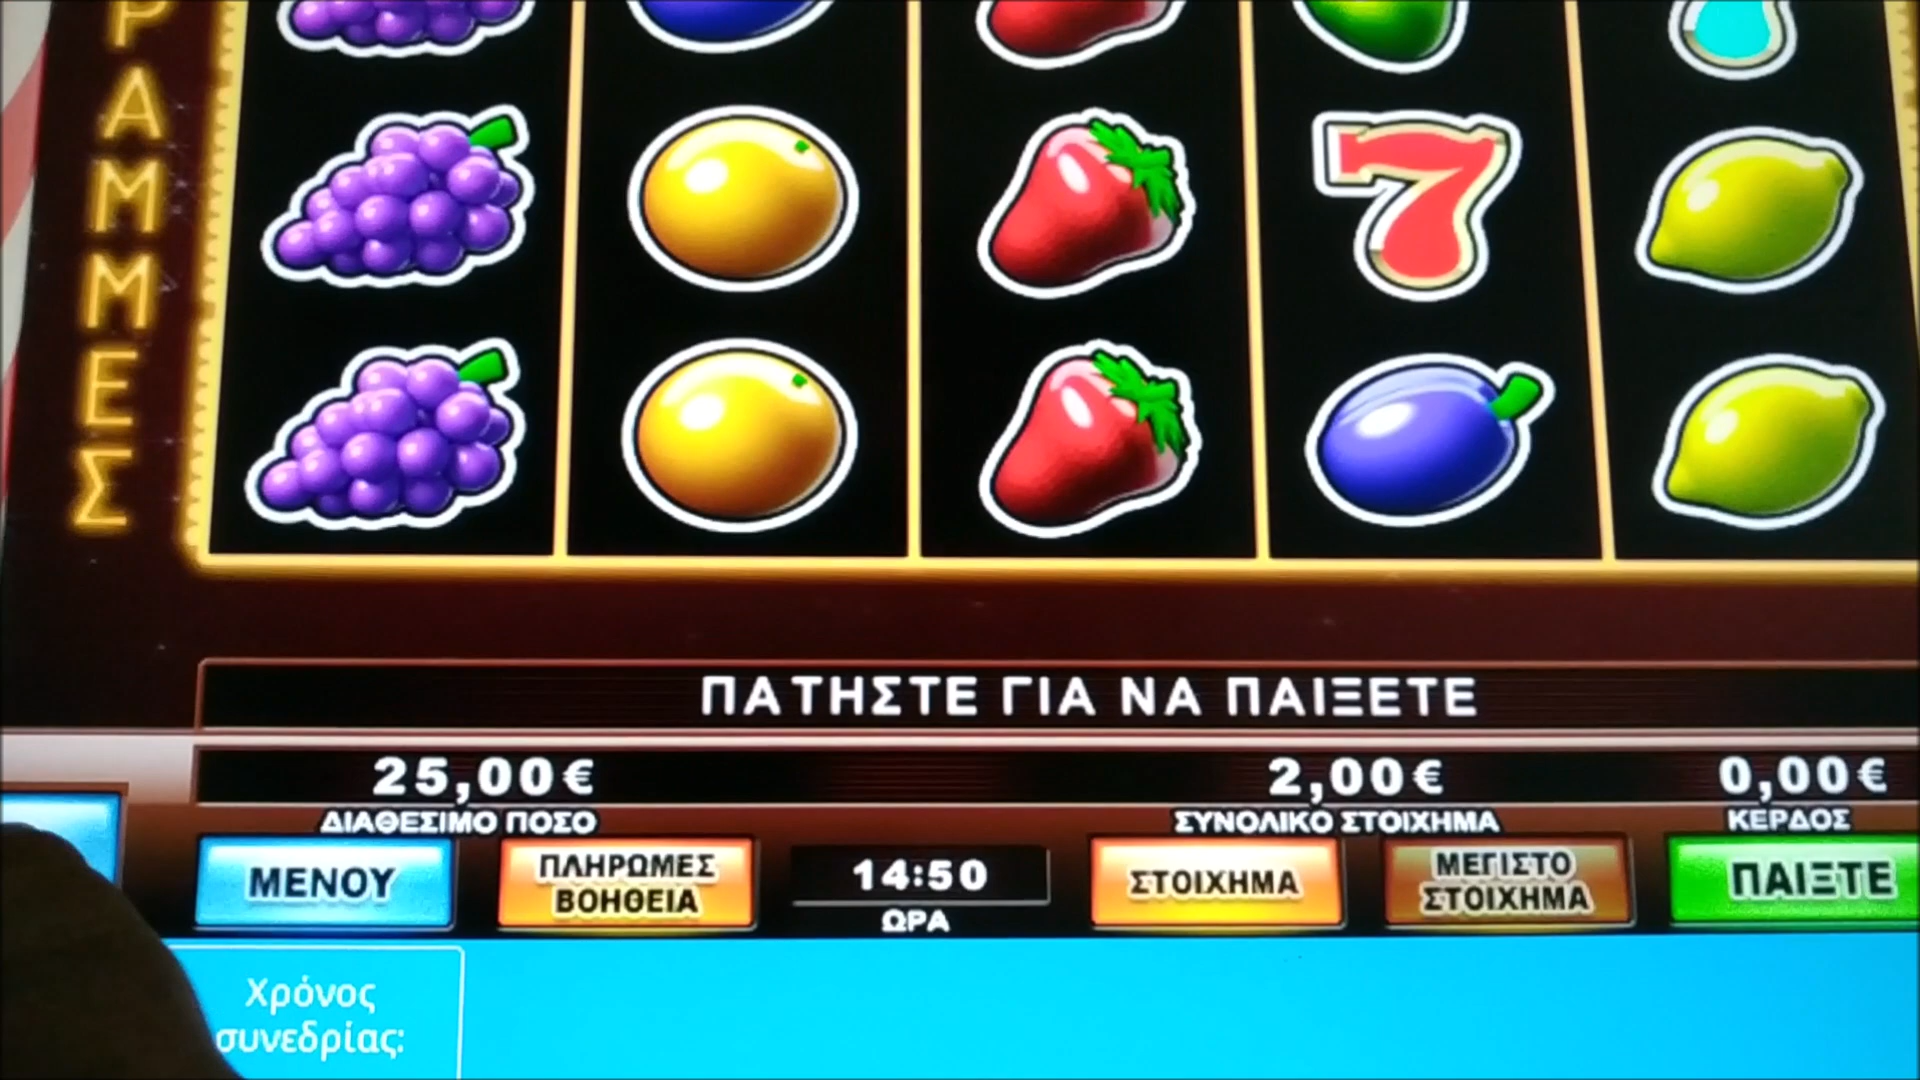 ΡΑΜΜΕΣ
ΠΑΤΗΣΤΕ ΓΙΑ ΝΑ ΠΑΙΞΕΤΕ
25,00€
2,00€
0,00€
ΔΙΑΘΕΣΙΜΟ ΠΟΣΟ
ΣΥΝΟΛΙΚΟ ΣΤΟΙΧΗΜΑ
ΚΕΡΔΟΣ
ΜΕΝΟΥ
ΠΛΗΡΩΜΕΣ
ΒΟΗΘΕΙΑ
14:50
ΩΡΑ
ΣΤΟΙΧΗΜΑ
ΜΕΓΙΣΤΟ
ΣΤΟΙΧΗΜΑ
ΠΑΙΞΤΕ
Χρόνος
συνεδρίας: